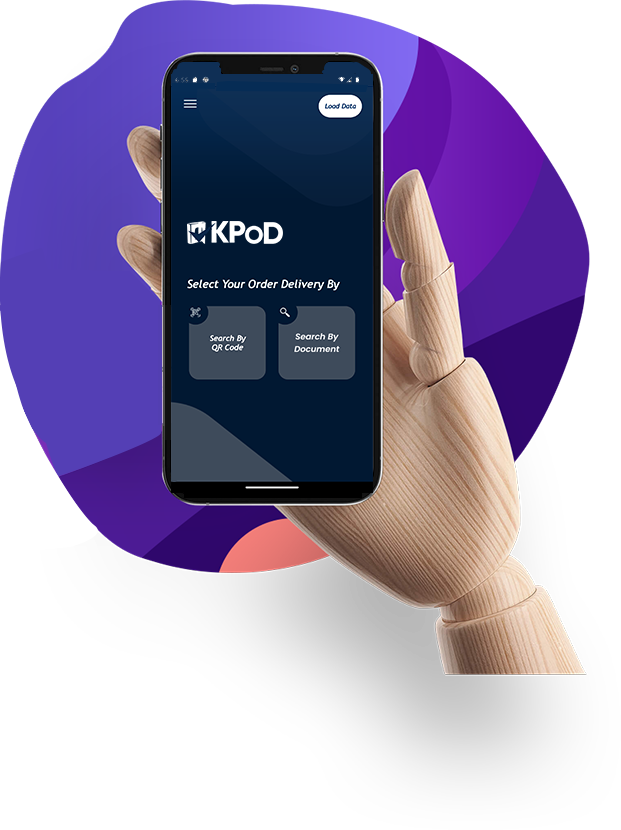 Load Data
KPoD
Select Your Order Delivery By
Search By
QR Code
Search By
Document